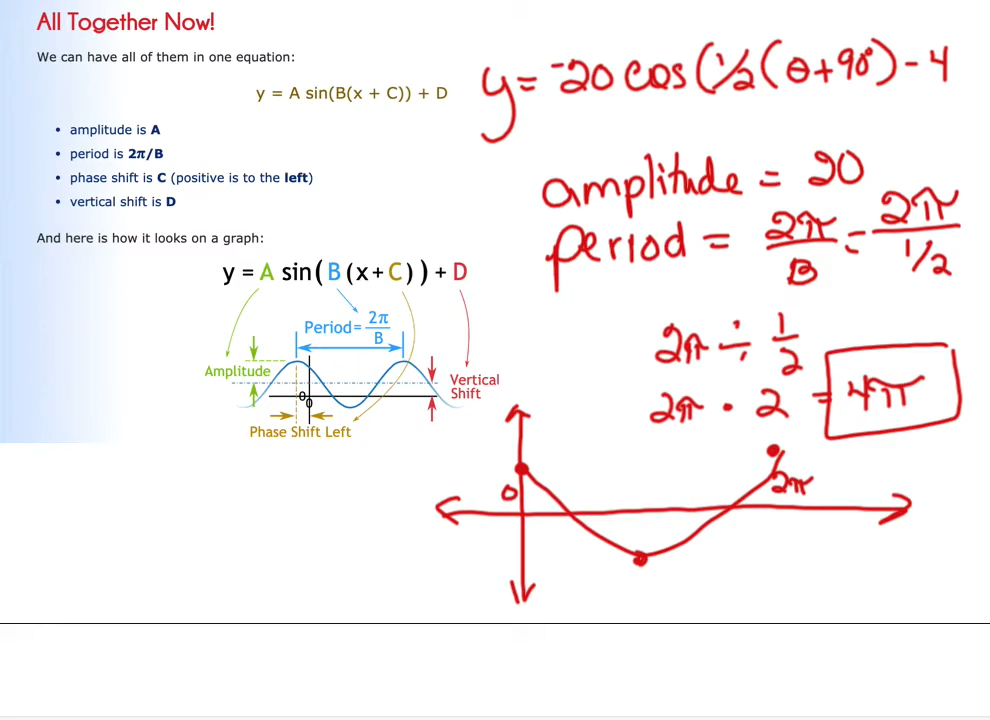 All Together Now!
We can have all of them in one equation:
y = A sin(B(x + C)) + D
• amplitude is A
• period is 2π/B
• phase shift is C (positive is to the left)
• vertical shift is D
And here is how it looks on a graph:
y = A sin(B(x+C)) + D
Period = 2π/B
Amplitude
Vertical
Shift
0
0
Phase Shift Left
y = -20 cos(1/2(θ+90°) - 4
amplitude = 20
period = 2π/B = 2π/1/2
2π ÷ 1/2
2π · 2 = 4π
0
2π